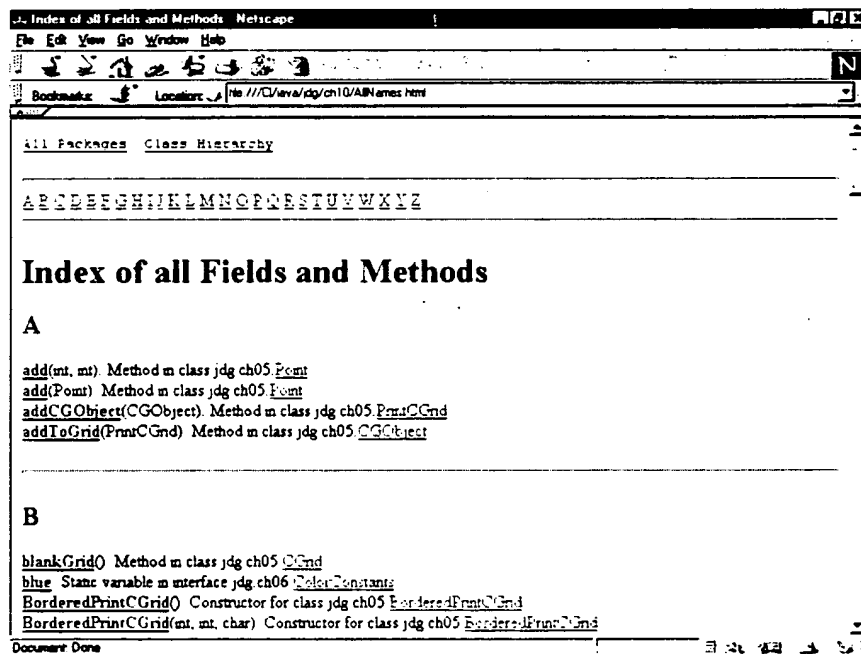 Index of all Fields and Methods Netscape
File Edit View Go Window Help
Bookmarks Location: file:///C|/java/jdg/ch10/AllNames.html
All Packages Class Hierarchy
A B C D E F G H I J K L M N O P Q R S T U V W X Y Z
Index of all Fields and Methods
A
add(int, int). Method in class jdg ch05.Point
add(Point) Method in class jdg ch05.Point
addCGObject(CGObject). Method in class jdg ch05.PrintCGrid
addToGrid(PrintCGrid) Method in class jdg ch05.CGObject
B
blankGrid() Method in class jdg ch05 CGrid
blue Static variable in interface jdg.ch06 ColorConstants
BorderedPrintCGrid() Constructor for class jdg ch05 BorderedPrintCGrid
BorderedPrintCGrid(int, int, char) Constructor for class jdg ch05 BorderedPrintCGrid
Document Done